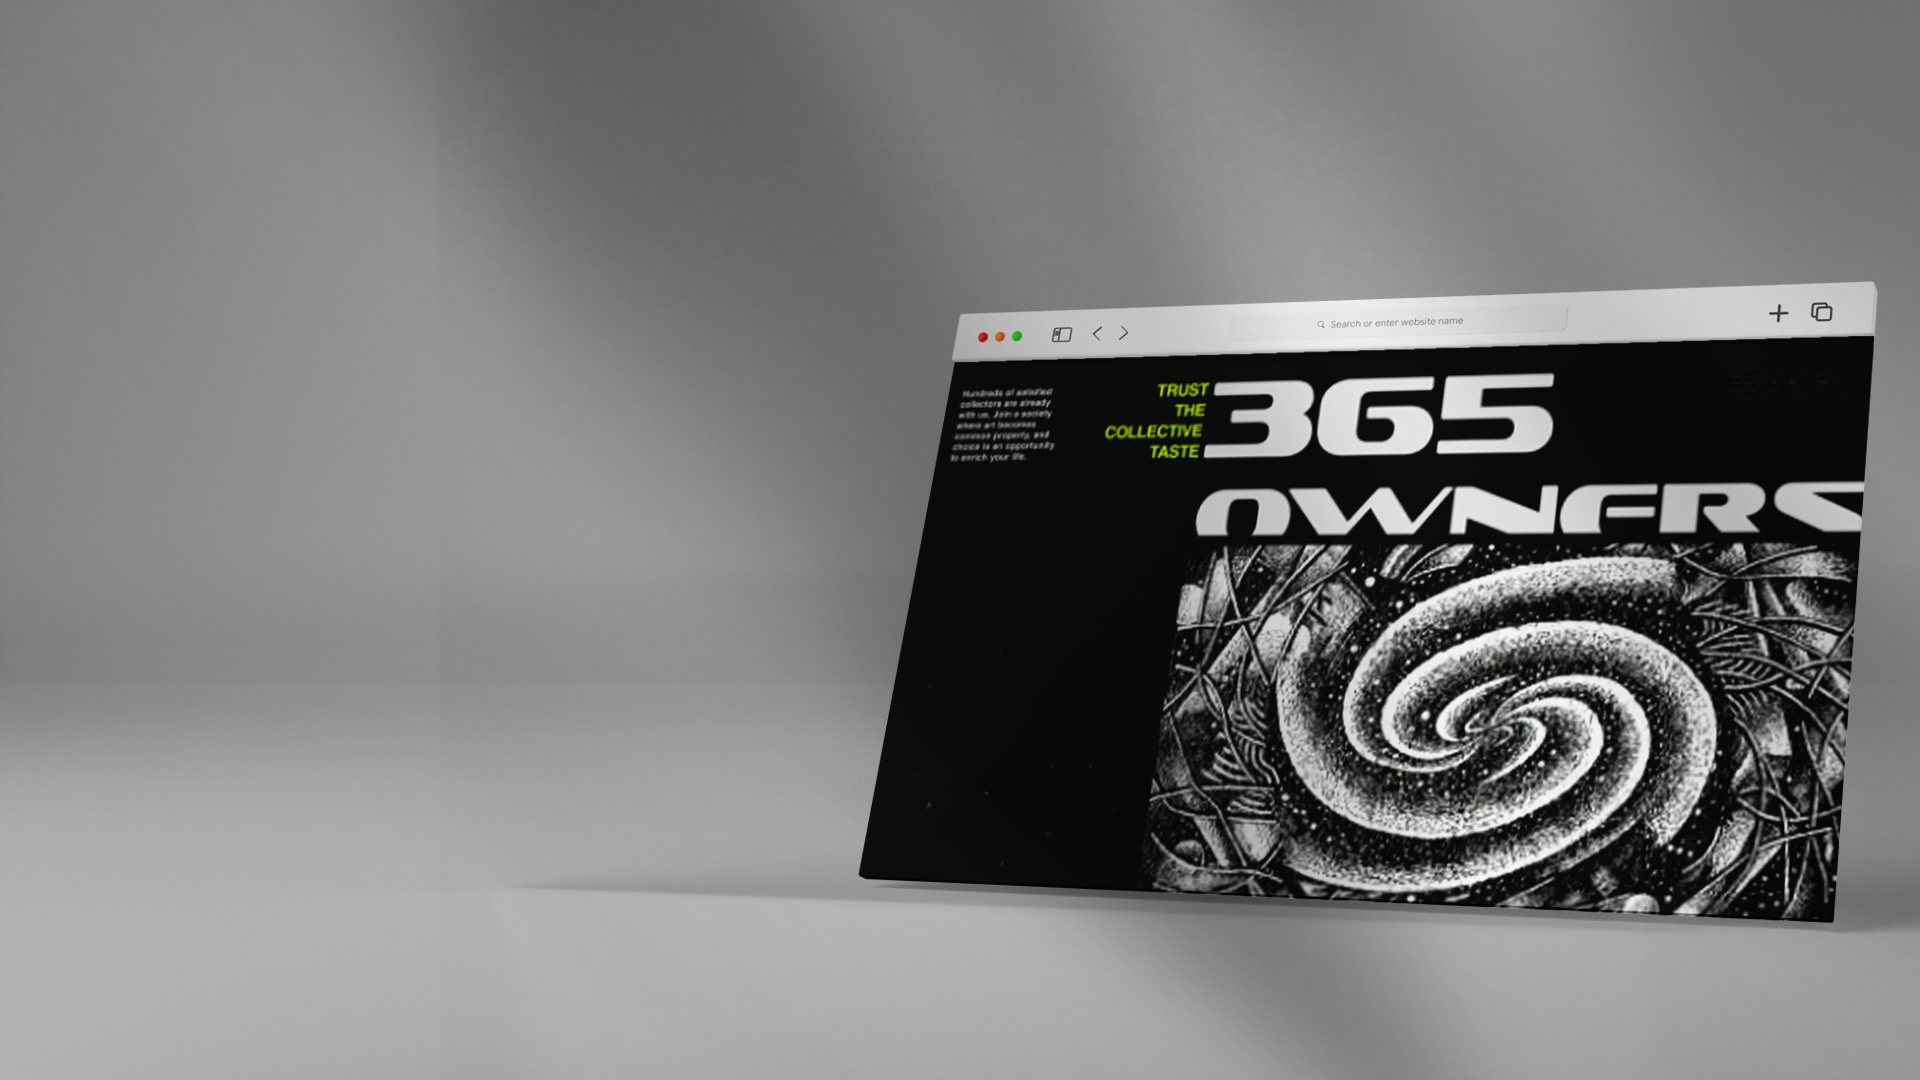 Search or enter website name
Hundreds of satisfied
collectors are already
with us. Join a society
where art becomes
common property, and
choice is an opportunity
to enrich your life.
TRUST
THE
COLLECTIVE
TASTE
365
OWNERS